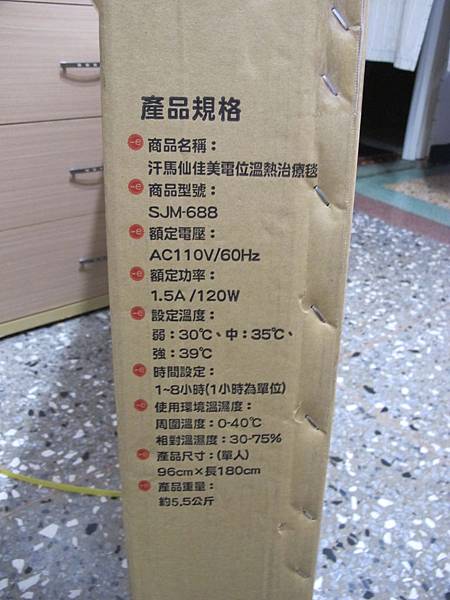 產品規格
商品名稱：
汗馬仙佳美電位溫熱治療毯
商品型號：
SJM-688
額定電壓：
AC110V/60Hz
額定功率：
1.5A /120W
設定溫度：
弱：30℃、中：35℃、
強：39℃
時間設定：
1~8小時(1小時為單位)
使用環境溫濕度：
周圍溫度：0-40℃
相對溫濕度：30-75%
產品尺寸：(單人)
96cm×長180cm
產品重量：
約5.5公斤